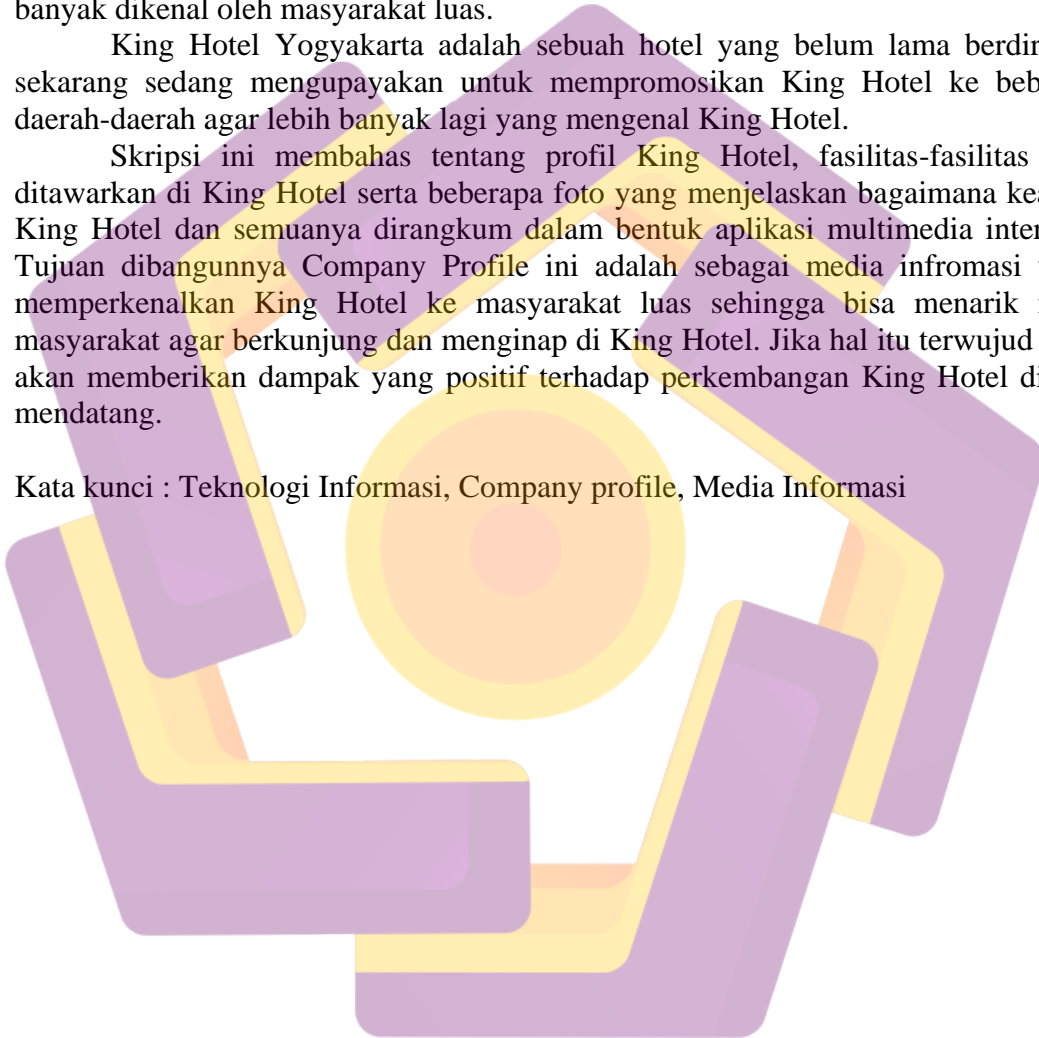 banyak dikenal oleh masyarakat luas.
King Hotel Yogyakarta adalah sebuah hotel yang belum lama berdir
sekarang sedang mengupayakan untuk mempromosikan King Hotel ke beb
daerah-daerah agar lebih banyak lagi yang mengenal King Hotel.
Skripsi ini membahas tentang profil King Hotel, fasilitas-fasilitas
ditawarkan di King Hotel serta beberapa foto yang menjelaskan bagaimana kea
King Hotel dan semuanya dirangkum dalam bentuk aplikasi multimedia inter
Tujuan dibangunnya Company Profile ini adalah sebagai media infromasi
memperkenalkan King Hotel ke masyarakat luas sehingga bisa menarik
masyarakat agar berkunjung dan menginap di King Hotel. Jika hal itu terwujud
akan memberikan dampak yang positif terhadap perkembangan King Hotel di
mendatang.
Kata kunci : Teknologi Informasi, Company profile, Media Informasi